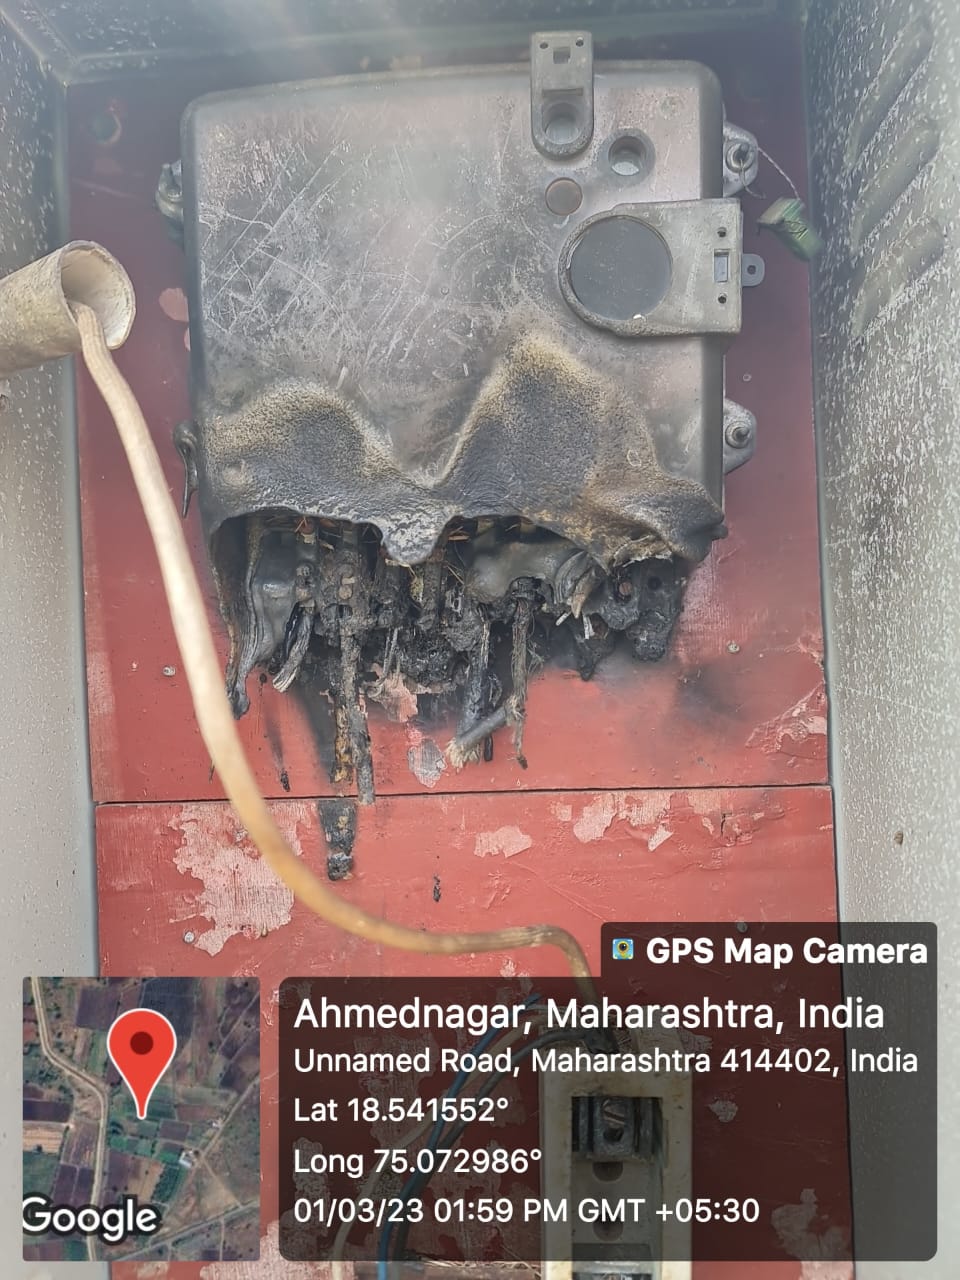 GPS Map Camera
Ahmednagar, Maharashtra, India
Unnamed Road, Maharashtra 414402, India
Lat 18.541552°
Long 75.072986°
01/03/23 01:59 PM GMT +05:30
Google